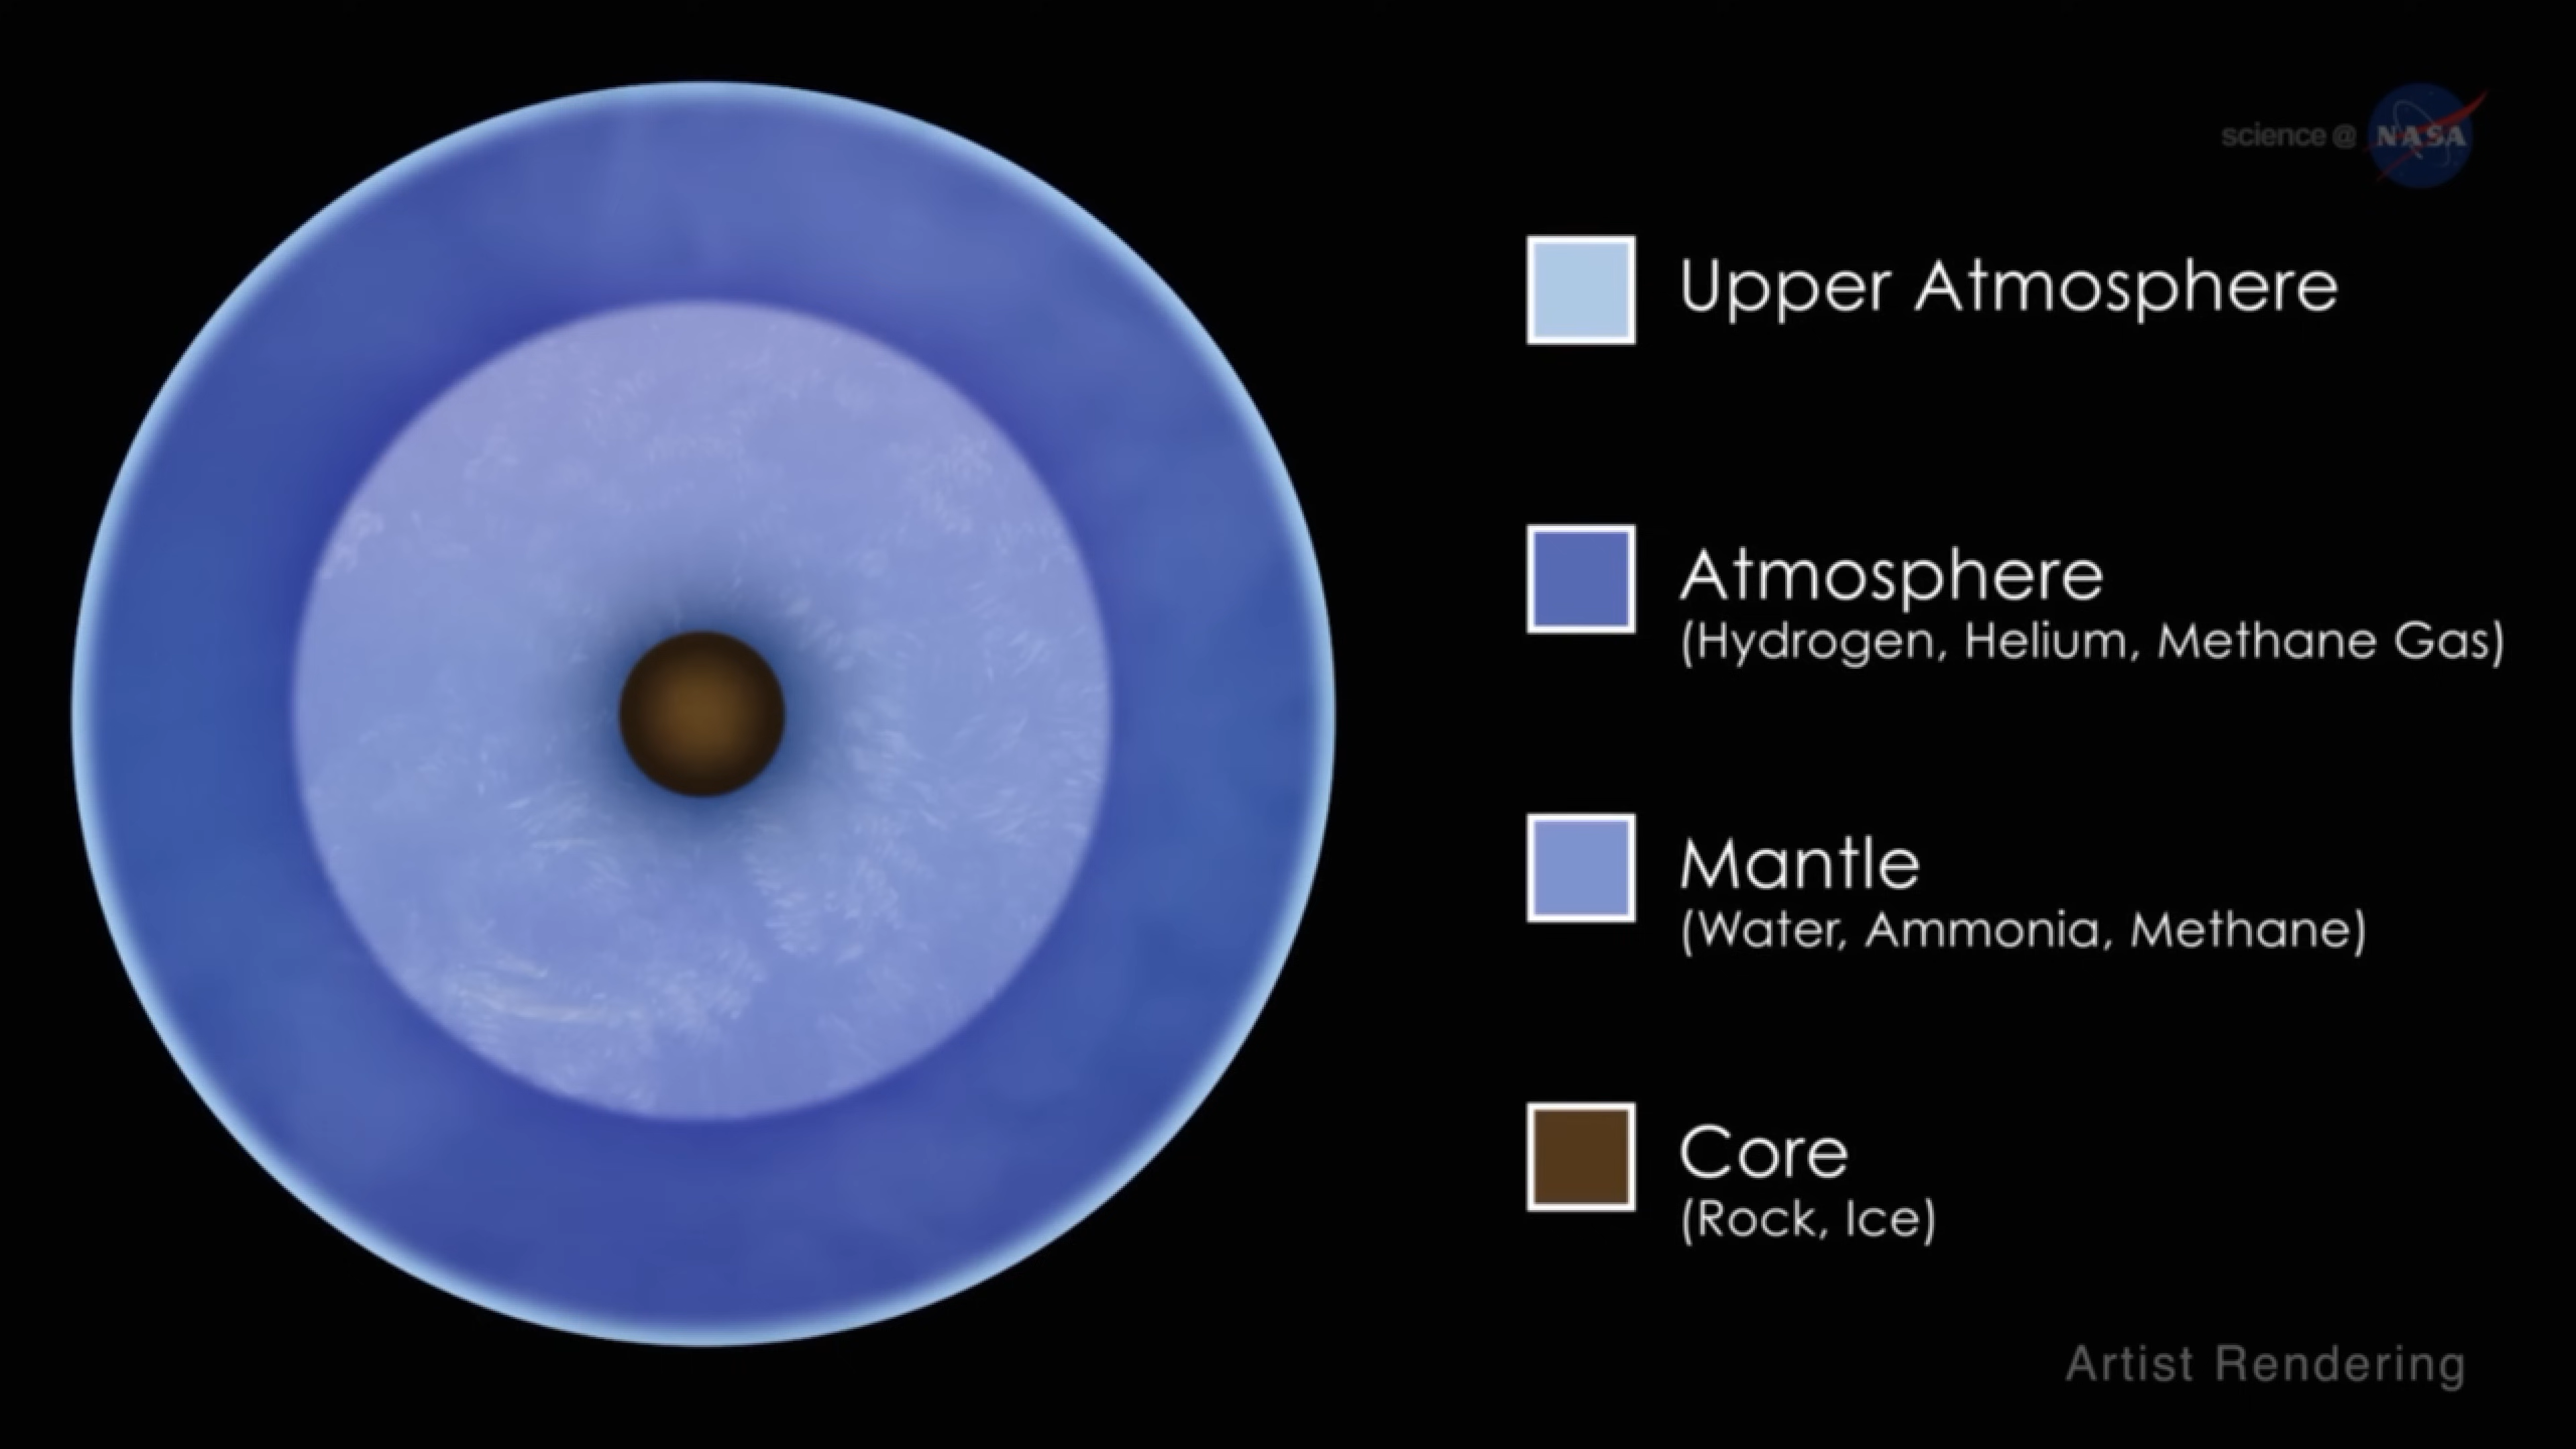 science @ NASA
Upper Atmosphere
Atmosphere
(Hydrogen, Helium, Methane Gas)
Mantle
(Water, Ammonia, Methane)
Core
(Rock, Ice)
Artist Rendering